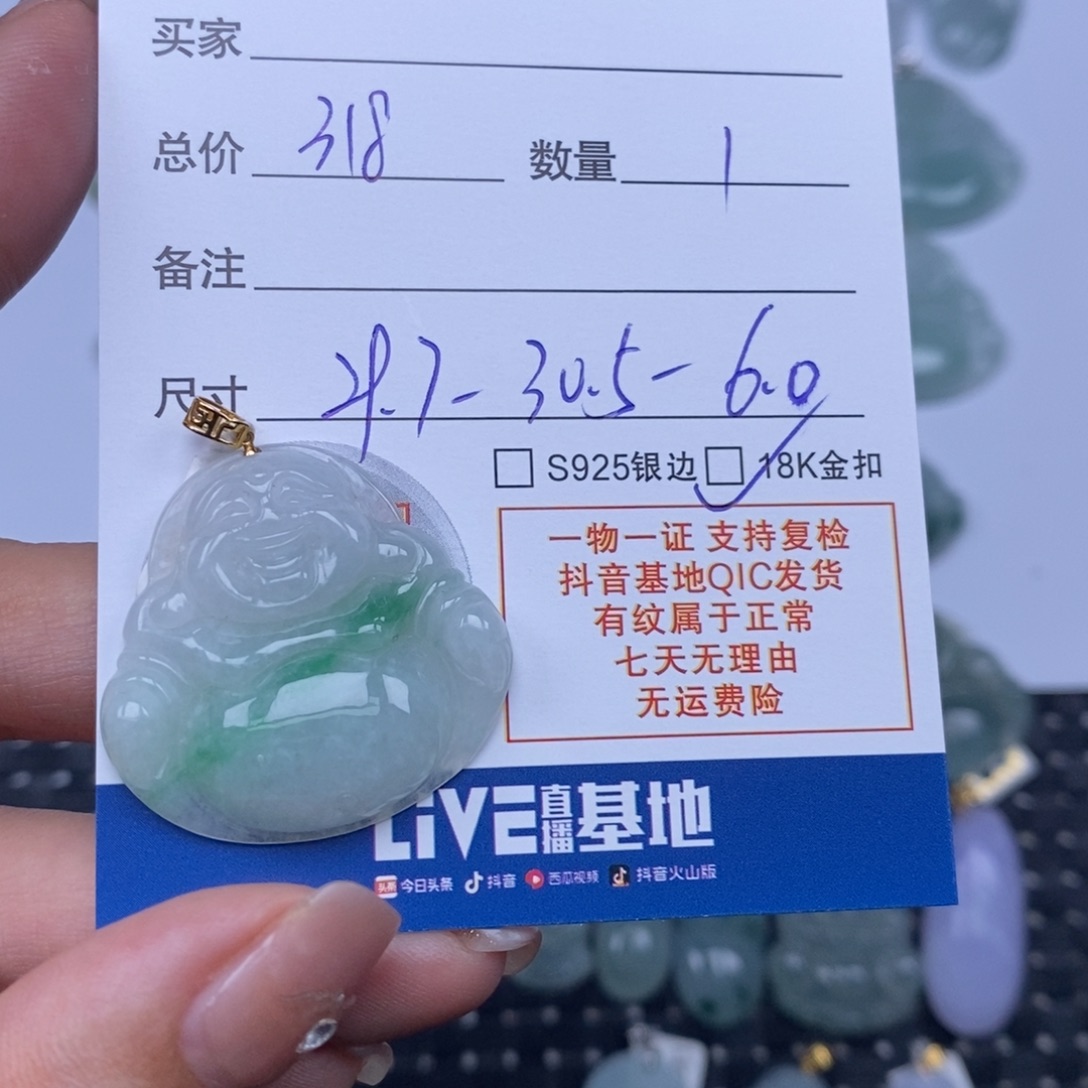 买家
总价 318 数量 1
备注
尺寸 29.7-30.5-6.0
S925银边 18K金扣
一物一证 支持复检
抖音基地QIC发货
有纹属于正常
七天无理由
无运费险
LIVE直播基地
头条 今日头条 抖音 西瓜视频 抖音火山版